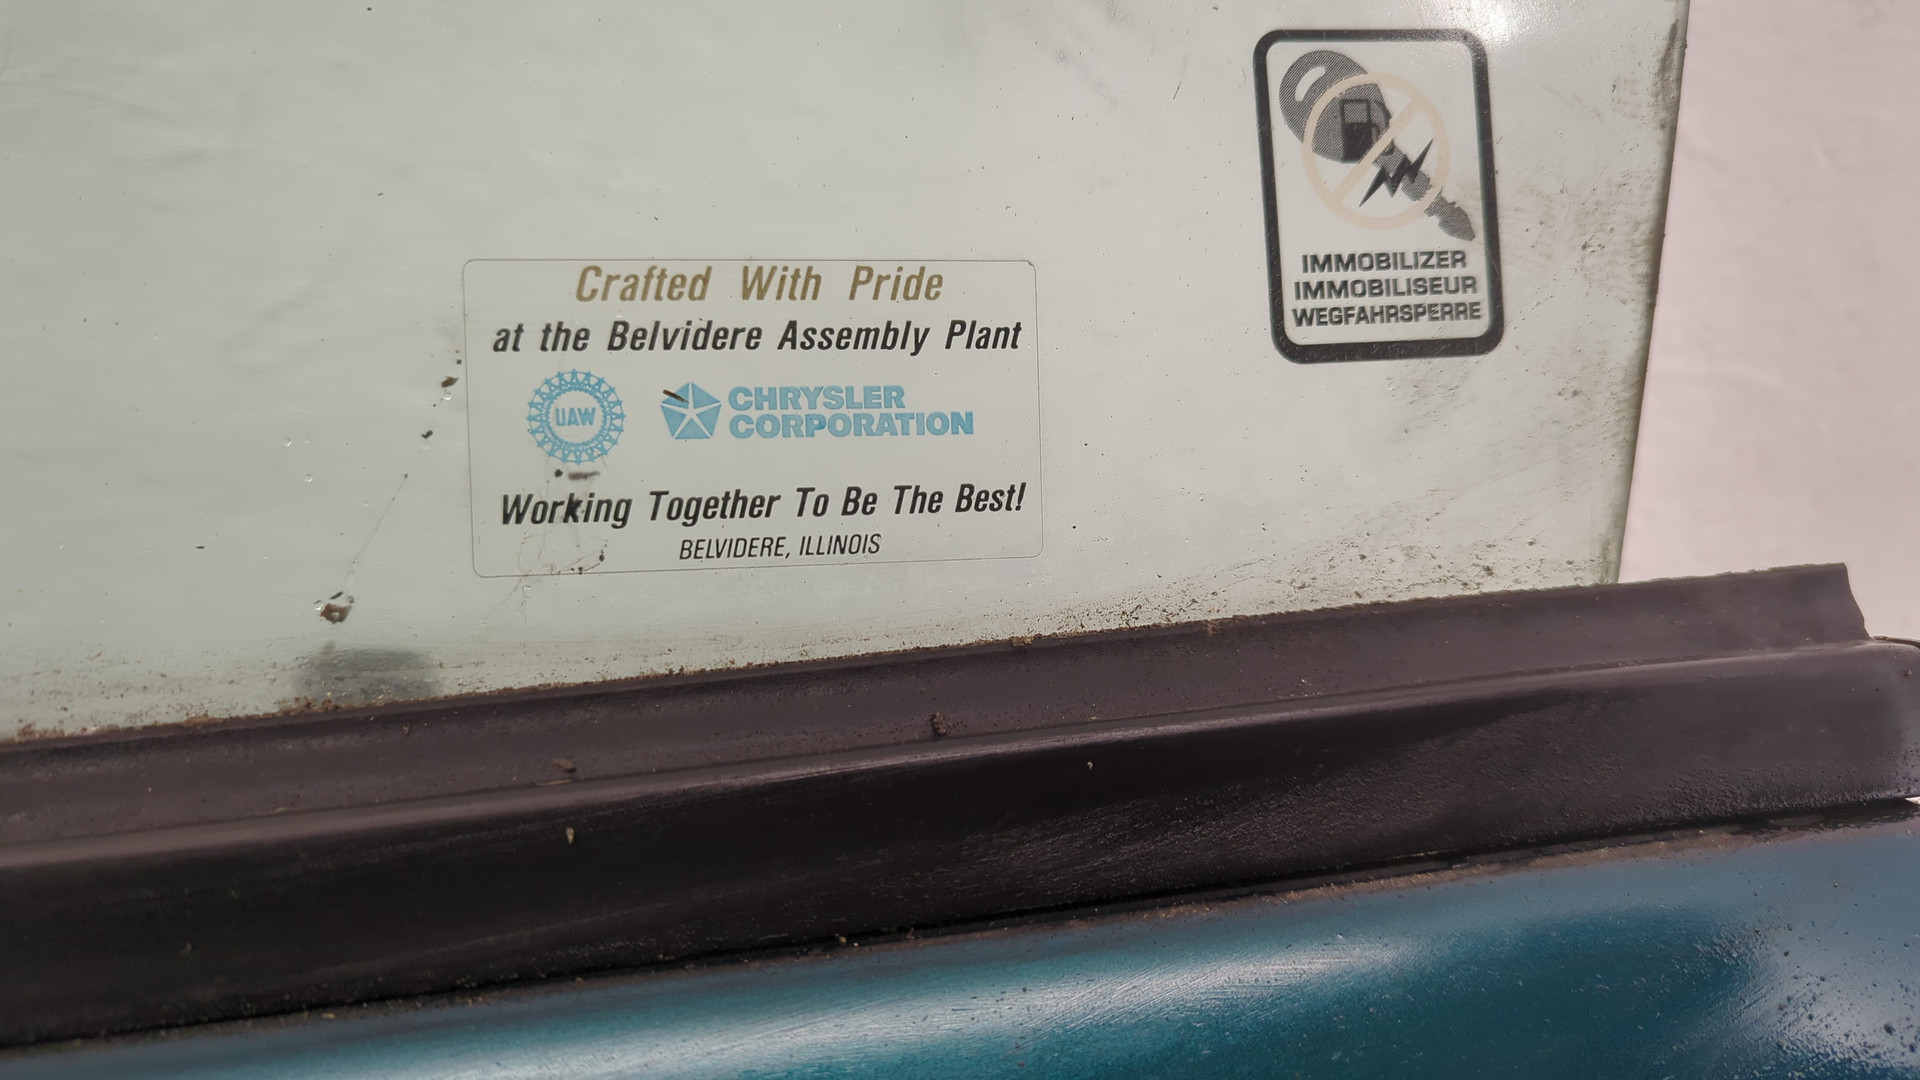 Crafted With Pride
at the Belvidere Assembly Plant
UAW
CHRYSLER
CORPORATION
Working Together To Be The Best!
BELVIDERE, ILLINOIS
IMMOBILIZER
IMMOBILISEUR
WEGFAHRSPERRE